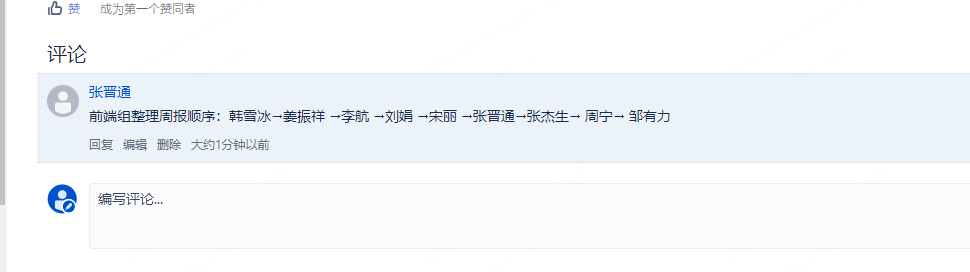 赞 成为第一个赞同者
评论
张晋通
前端组整理周报顺序：韩雪冰→姜振祥 →李航 →刘娟 →宋丽 →张晋通→张杰生→ 周宁→ 邹有力
回复 编辑 删除 大约1分钟以前
编写评论...